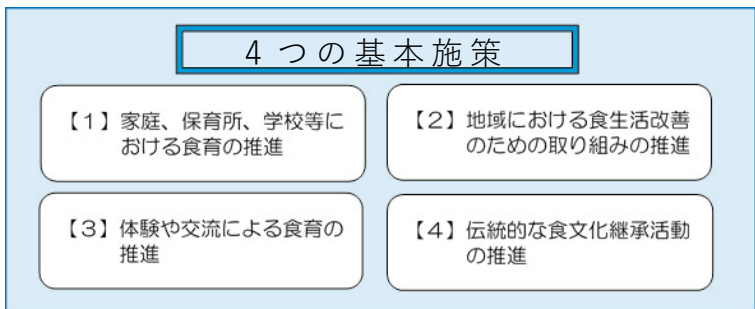 4つの基本施策
【1】家庭、保育所、学校等に
おける食育の推進
【2】地域における食生活改善
のための取り組みの推進
【3】体験や交流による食育の
推進
【4】伝統的な食文化継承活動
の推進